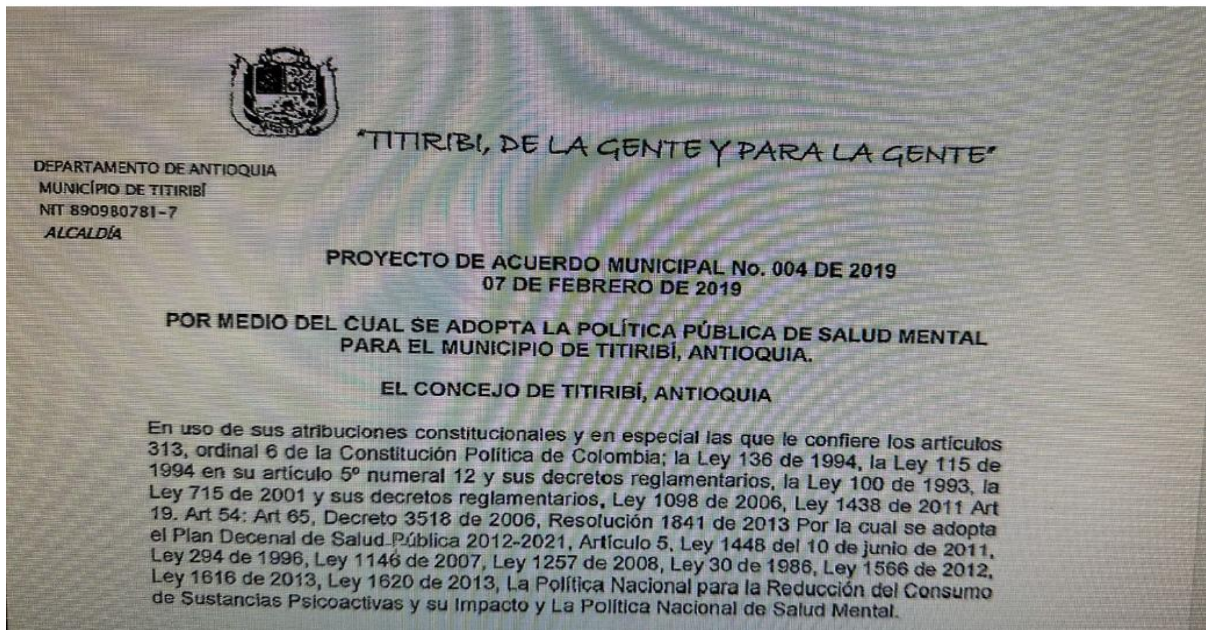 "TITIRIBI, DE LA GENTE Y PARA LA GENTE"
DEPARTAMENTO DE ANTIOQUIA
MUNICÍPIO DE TITIRIBÍ
NIT 890980781-7
ALCALDÍA
PROYECTO DE ACUERDO MUNICIPAL No. 004 DE 2019
07 DE FEBRERO DE 2019
POR MEDIO DEL CUAL SE ADOPTA LA POLÍTICA PÚBLICA DE SALUD MENTAL
PARA EL MUNICIPIO DE TITIRIBÍ, ANTIOQUIA.
EL CONCEJO DE TITIRIBÍ, ANTIOQUIA
En uso de sus atribuciones constitucionales y en especial las que le confiere los artículos
313, ordinal 6 de la Constitución Política de Colombia; la Ley 136 de 1994, la Ley 115 de
1994 en su artículo 5º numeral 12 y sus decretos reglamentarios, la Ley 100 de 1993, la
Ley 715 de 2001 y sus decretos reglamentarios, Ley 1098 de 2006, Ley 1438 de 2011 Art
19. Art 54: Art 65, Decreto 3518 de 2006, Resolución 1841 de 2013 Por la cual se adopta
el Plan Decenal de Salud Pública 2012-2021, Artículo 5, Ley 1448 del 10 de junio de 2011,
Ley 294 de 1996, Ley 1146 de 2007, Ley 1257 de 2008, Ley 30 de 1986, Ley 1566 de 2012,
Ley 1616 de 2013, Ley 1620 de 2013, La Política Nacional para la Reducción del Consumo
de Sustancias Psicoactivas y su Impacto y La Política Nacional de Salud Mental.